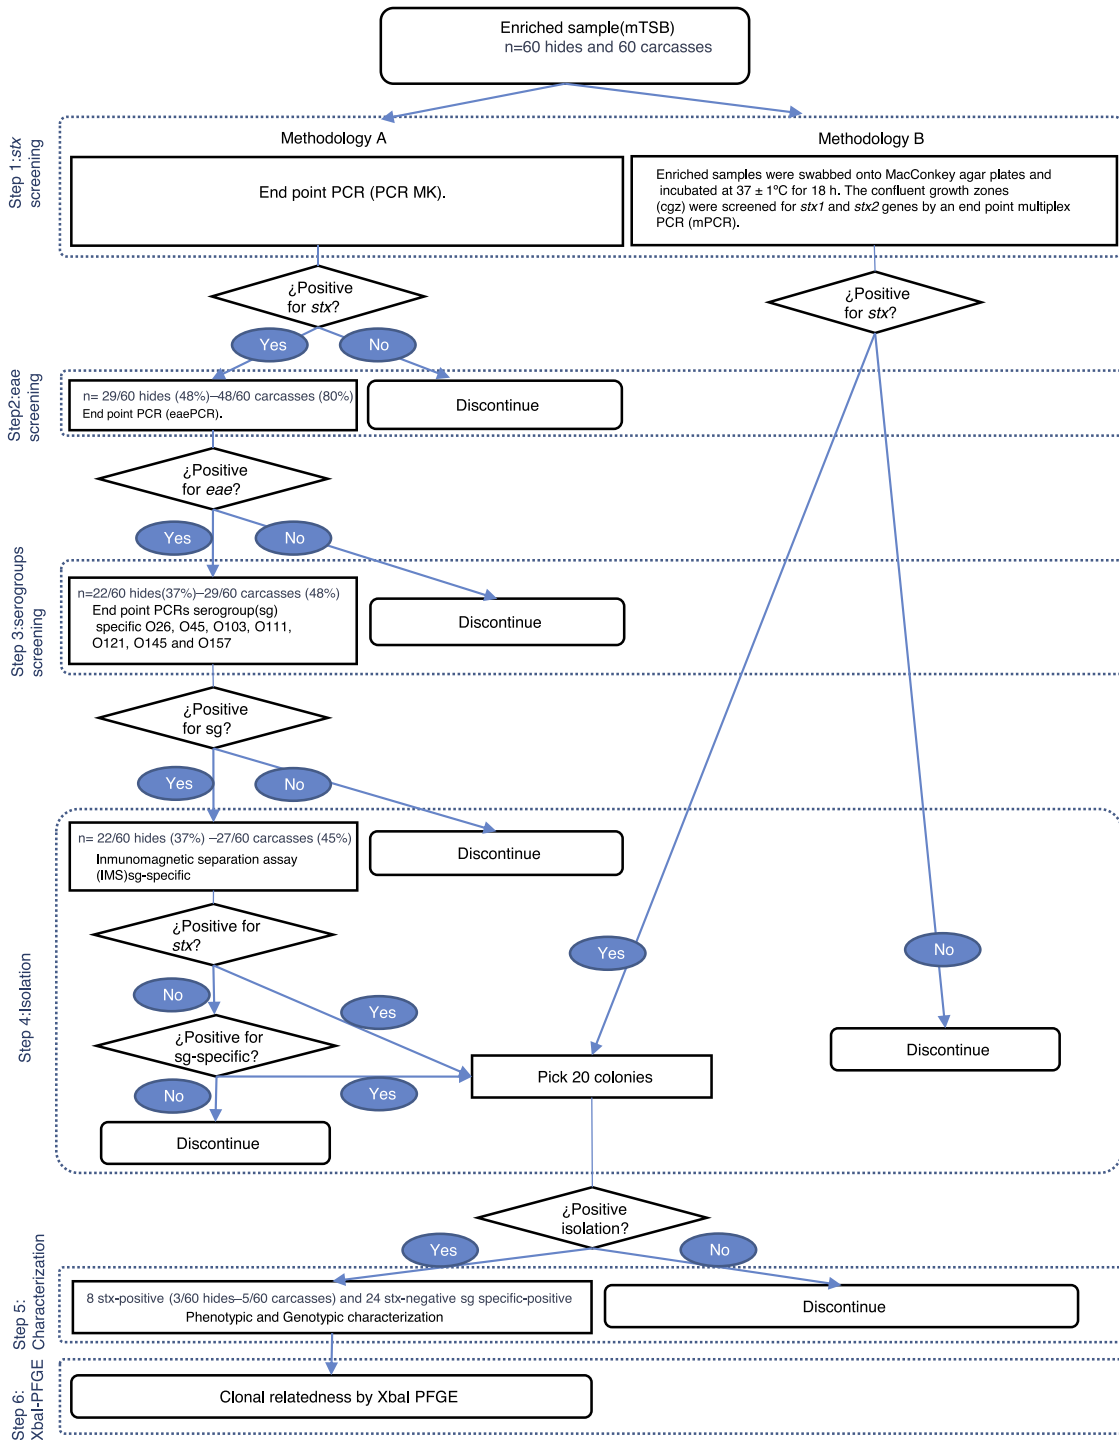 Enriched sample(mTSB)
n=60 hides and 60 carcasses
Step 1:stx
screening
Methodology A
Methodology B
End point PCR (PCR MK).
Enriched samples were swabbed onto MacConkey agar plates and
incubated at 37 ± 1ºC for 18 h. The confluent growth zones
(cgz) were screened for stx1 and stx2 genes by an end point multiplex
PCR (mPCR).
¿Positive
for stx?
¿Positive
for stx?
Yes
No
Step2:eae
screening
n= 29/60 hides (48%)–48/60 carcasses (80%)
End point PCR (eaePCR).
Discontinue
¿Positive
for eae?
Yes
No
Step 3:serogroups
screening
n=22/60 hides(37%)–29/60 carcasses (48%)
End point PCRs serogroup(sg)
specific O26, O45, O103, O111,
O121, O145 and O157
Discontinue
¿Positive
for sg?
Yes
No
Step 4:Isolation
n= 22/60 hides (37%) –27/60 carcasses (45%)
Inmunomagnetic separation assay
(IMS)sg-specific
Discontinue
¿Positive for
stx?
Yes
No
No
Yes
¿Positive for
sg-specific?
Pick 20 colonies
Discontinue
No
Yes
Discontinue
¿Positive
isolation?
Yes
No
Step 5:
Characterization
8 stx-positive (3/60 hides–5/60 carcasses) and 24 stx-negative sg specific-positive
Phenotypic and Genotypic characterization
Discontinue
Step 6:
XbaI-PFGE
Clonal relatedness by XbaI PFGE